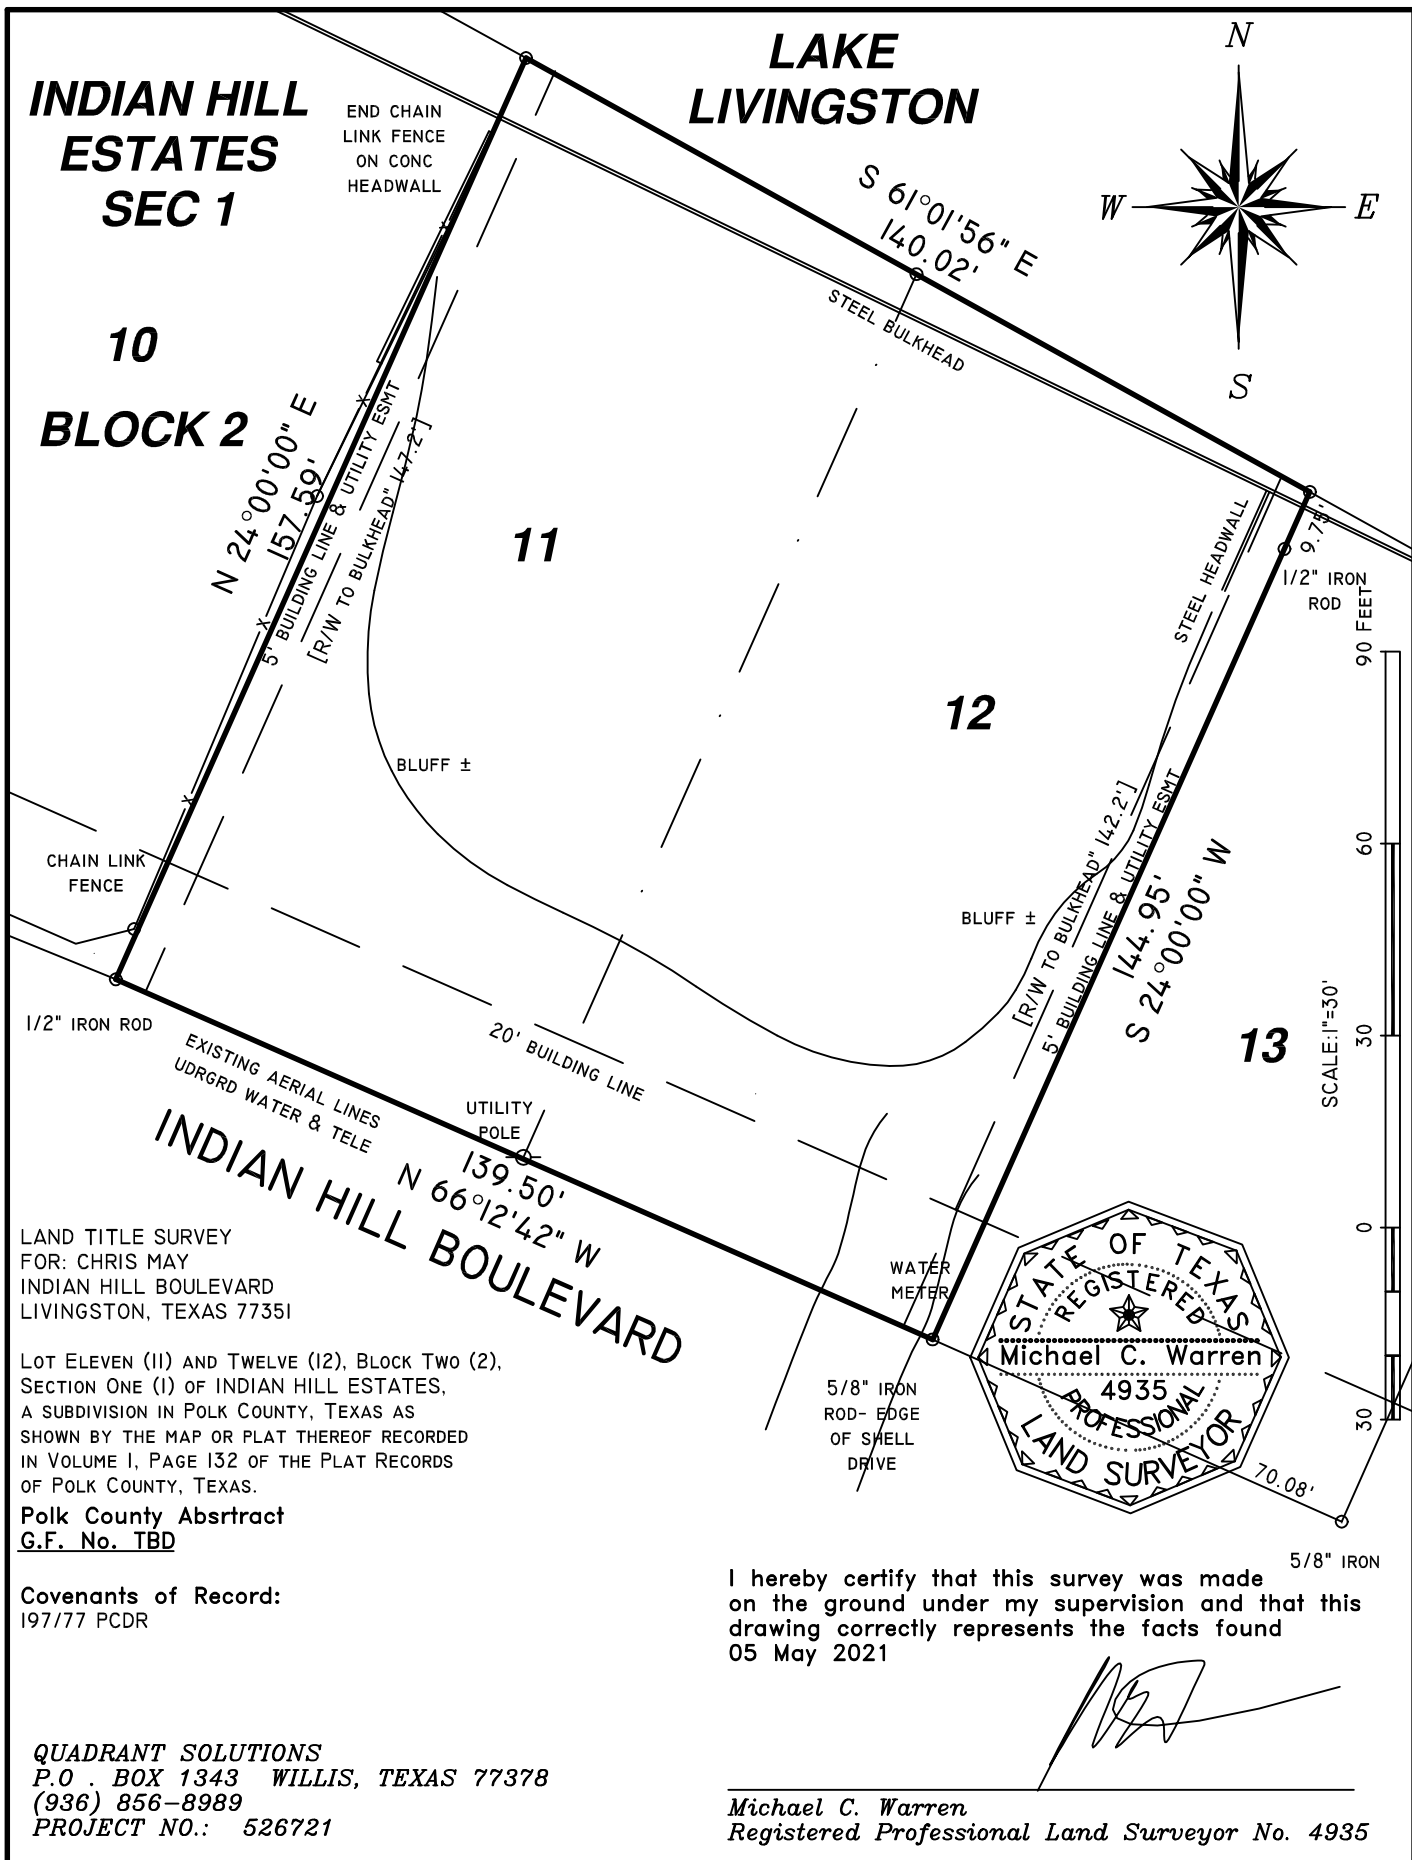 LAKE
LIVINGSTON
N
W
E
S
INDIAN HILL
ESTATES
SEC 1
END CHAIN
LINK FENCE
ON CONC
HEADWALL
S 61°01'56" E
140.02'
STEEL BULKHEAD
10
BLOCK 2
N 24°00'00" E
157.59'
5' BUILDING LINE & UTILITY ESMT
[R/W TO BULKHEAD" 147.2']
11
12
STEEL HEADWALL
9.75'
1/2" IRON
ROD
BLUFF ±
CHAIN LINK
FENCE
BLUFF ±
[R/W TO BULKHEAD" 142.2']
5' BUILDING LINE & UTILITY ESMT
144.95'
S 24°00'00" W
13
90 FEET
60
30
0
30
SCALE:1"=30'
1/2" IRON ROD
EXISTING AERIAL LINES
UDRGRD WATER & TELE
20' BUILDING LINE
UTILITY
POLE
139.50'
N 66°12'42" W
INDIAN HILL BOULEVARD
WATER
METER
5/8" IRON
ROD- EDGE
OF SHELL
DRIVE
STATE OF TEXAS
REGISTERED
Michael C. Warren
4935
PROFESSIONAL
LAND SURVEYOR
70.08'
5/8" IRON
LAND TITLE SURVEY
FOR: CHRIS MAY
INDIAN HILL BOULEVARD
LIVINGSTON, TEXAS 77351
LOT ELEVEN (11) AND TWELVE (12), BLOCK TWO (2),
SECTION ONE (1) OF INDIAN HILL ESTATES,
A SUBDIVISION IN POLK COUNTY, TEXAS AS
SHOWN BY THE MAP OR PLAT THEREOF RECORDED
IN VOLUME 1, PAGE 132 OF THE PLAT RECORDS
OF POLK COUNTY, TEXAS.
Polk County Absrtract
G.F. No. TBD
Covenants of Record:
197/77 PCDR
I hereby certify that this survey was made
on the ground under my supervision and that this
drawing correctly represents the facts found
05 May 2021
QUADRANT SOLUTIONS
P.O . BOX 1343 WILLIS, TEXAS 77378
(936) 856-8989
PROJECT NO.: 526721
Michael C. Warren
Registered Professional Land Surveyor No. 4935